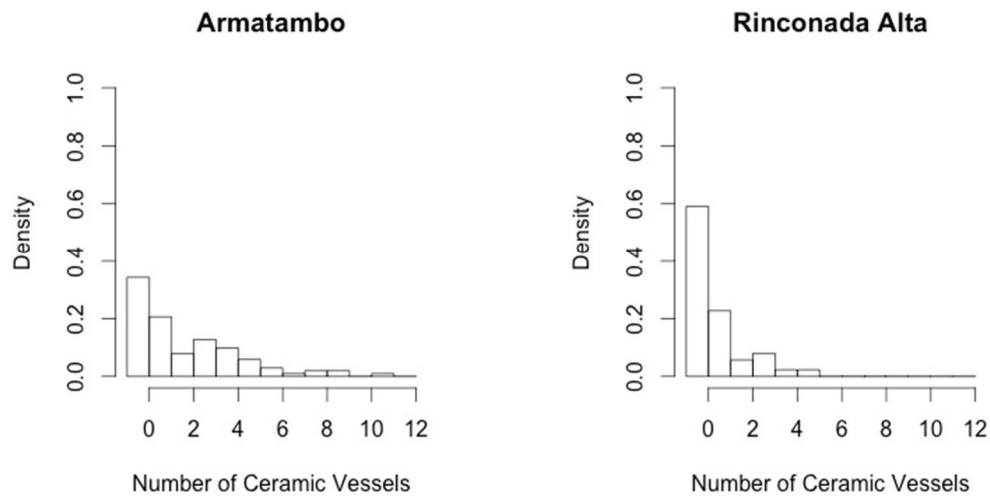 Armatambo
Density
0.0 0.2 0.4 0.6 0.8 1.0
0 2 4 6 8 10 12
Number of Ceramic Vessels
Rinconada Alta
Density
0.0 0.2 0.4 0.6 0.8 1.0
0 2 4 6 8 10 12
Number of Ceramic Vessels